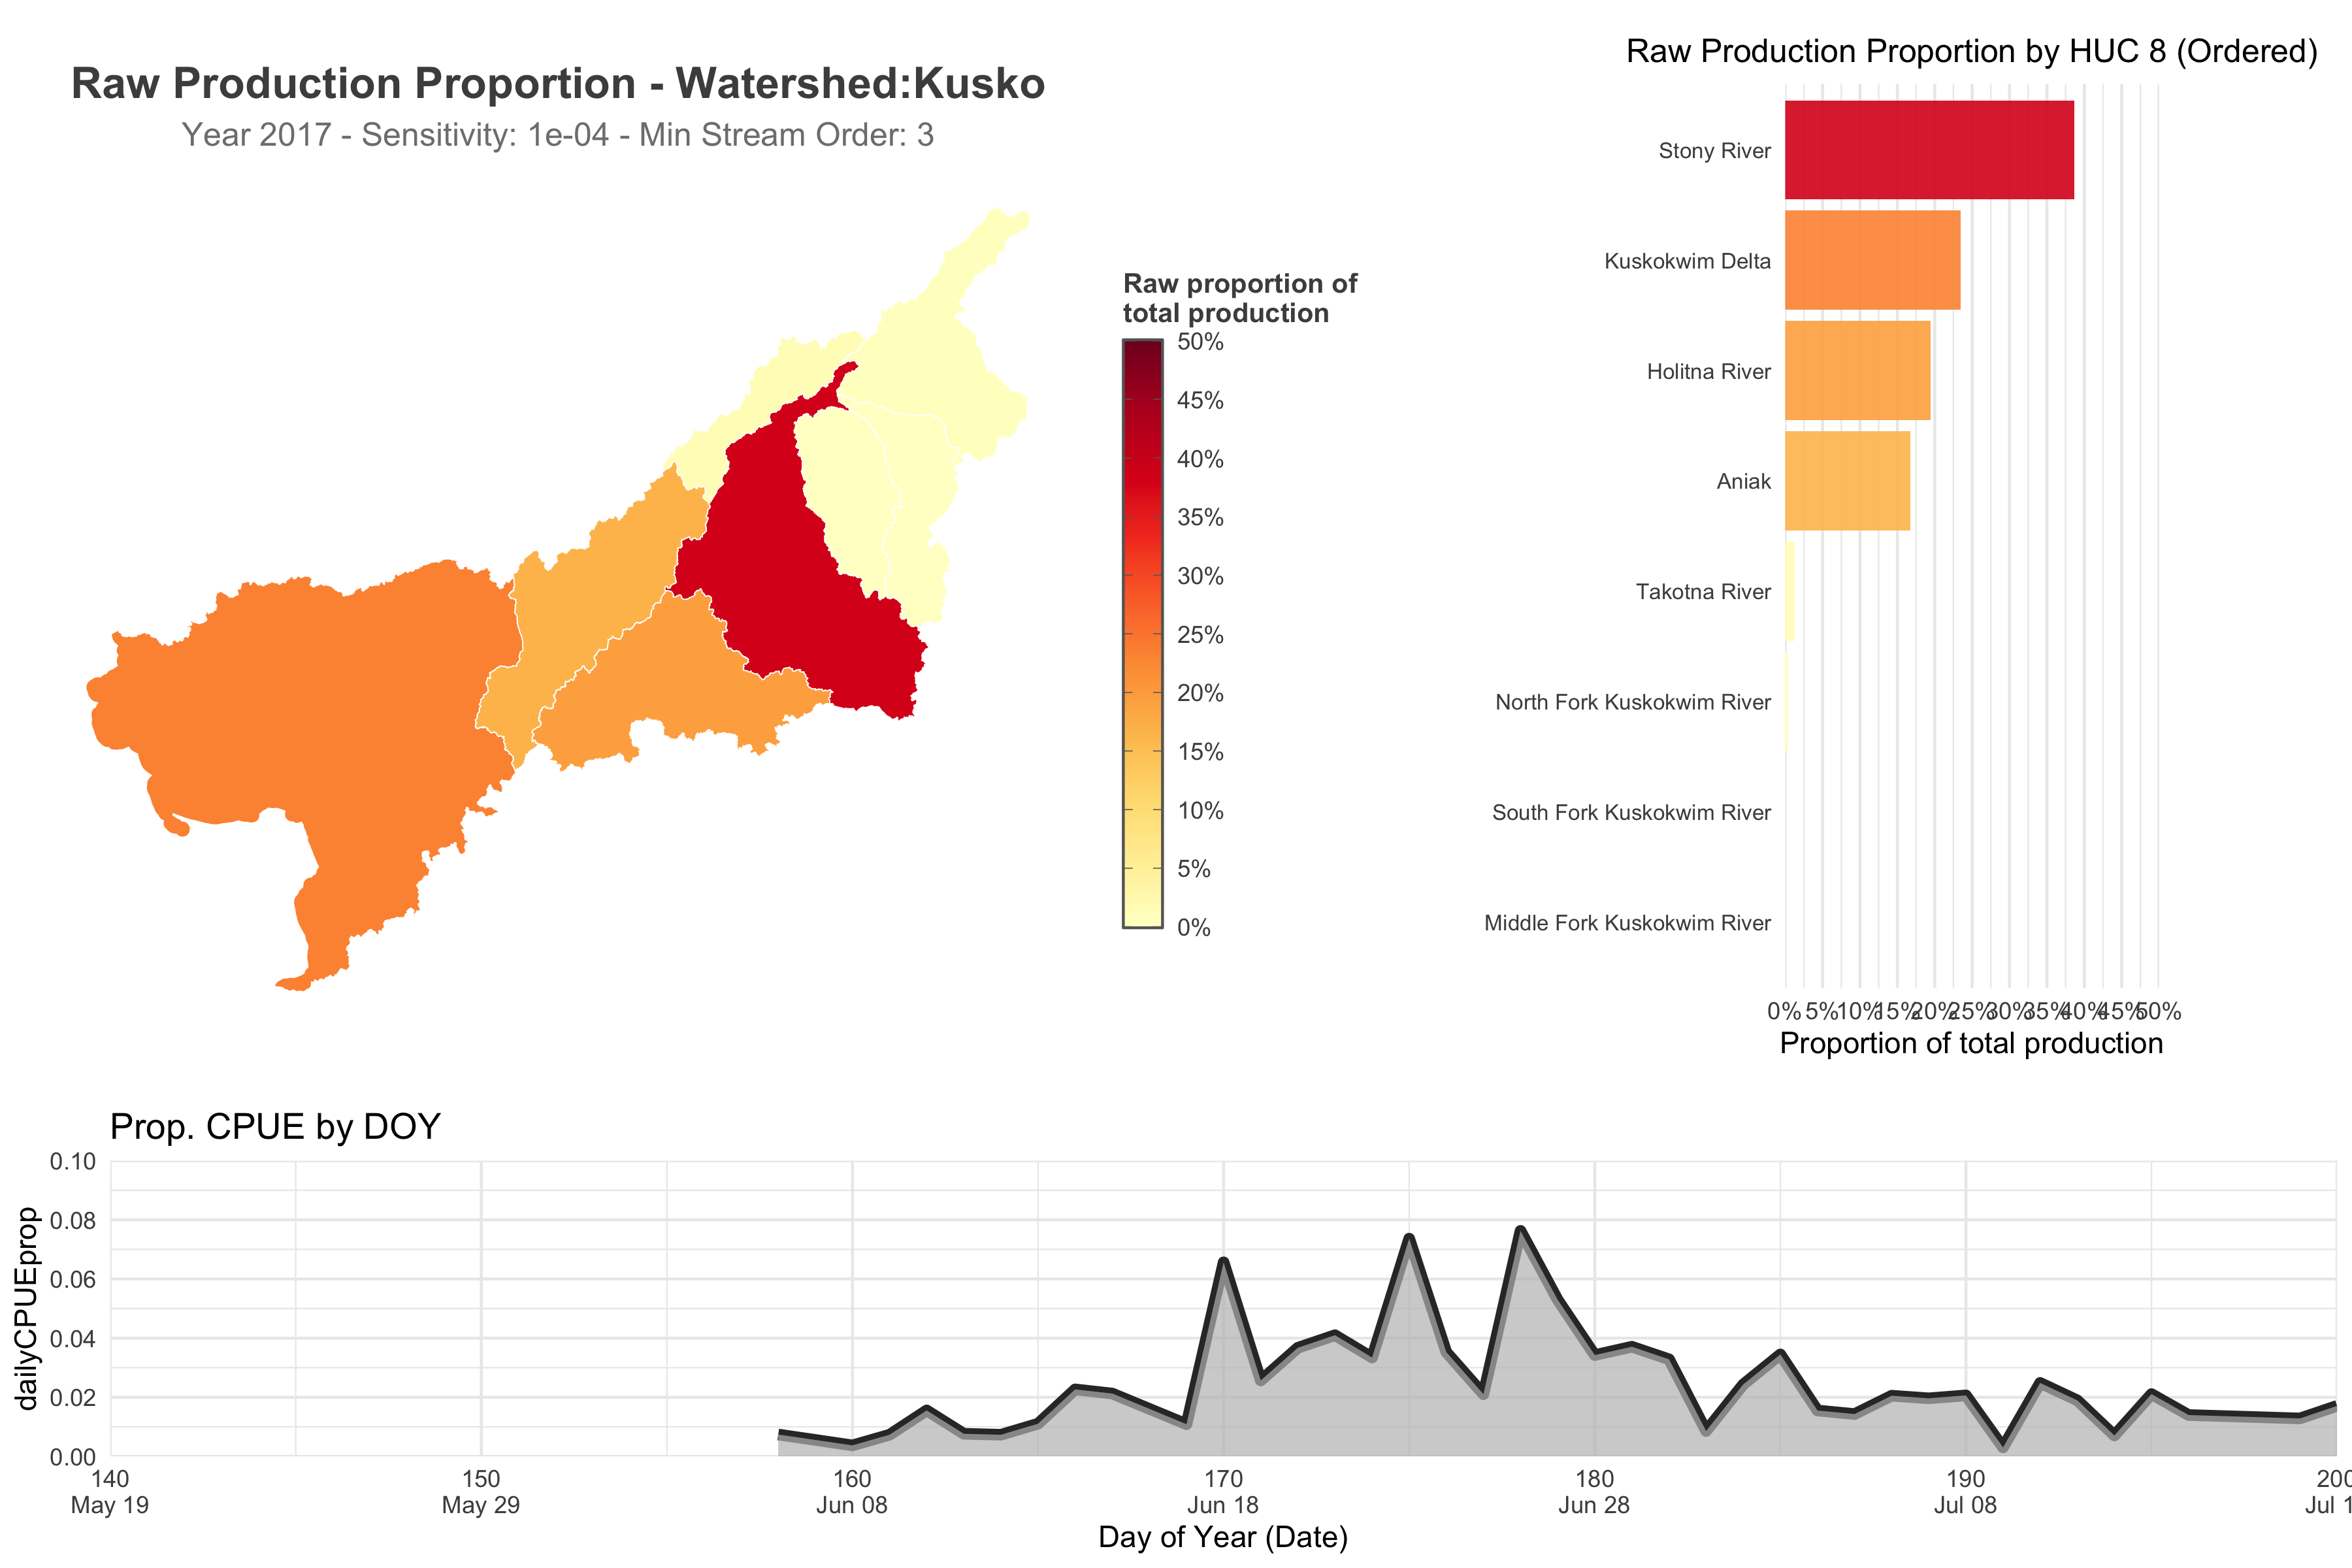 Raw Production Proportion - Watershed:Kusko
Year 2017 - Sensitivity: 1e-04 - Min Stream Order: 3
Raw proportion of
total production
50%
45%
40%
35%
30%
25%
20%
15%
10%
5%
0%
Raw Production Proportion by HUC 8 (Ordered)
Stony River
Kuskokwim Delta
Holitna River
Aniak
Takotna River
North Fork Kuskokwim River
South Fork Kuskokwim River
Middle Fork Kuskokwim River
0% 5% 10% 15% 20% 25% 30% 35% 40% 45% 50%
Proportion of total production
Prop. CPUE by DOY
dailyCPUEprop
0.10
0.08
0.06
0.04
0.02
0.00
140 150 160 170 180 190 200
May 19 May 29 Jun 08 Jun 18 Jun 28 Jul 08 Jul 1
Day of Year (Date)